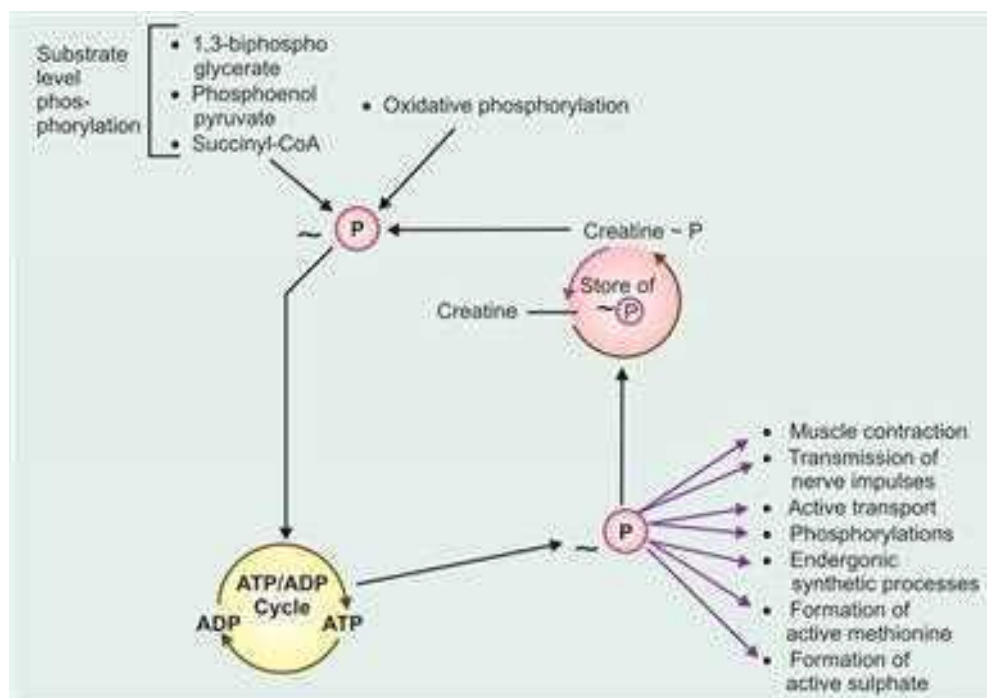 Substrate
level
phos-
phorylation
• 1,3-biphospho
glycerate
• Phosphoenol
pyruvate
• Succinyl-CoA
• Oxidative phosphorylation
~ P
Creatine ~ P
Store of
~ P
Creatine
ATP/ADP
Cycle
ADP ATP
~ P
• Muscle contraction
• Transmission of
nerve impulses
• Active transport
• Phosphorylations
• Endergonic
synthetic processes
• Formation of
active methionine
• Formation of
active sulphate